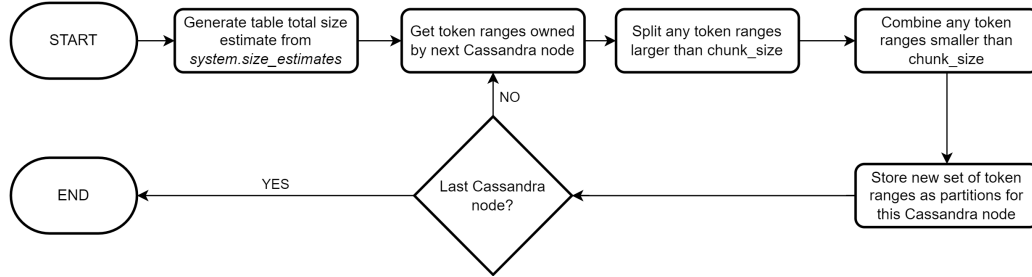 START
Generate table total size
estimate from
system.size_estimates
Get token ranges owned
by next Cassandra node
Split any token ranges
larger than chunk_size
Combine any token
ranges smaller than
chunk_size
NO
END
YES
Last Cassandra
node?
Store new set of token
ranges as partitions for
this Cassandra node